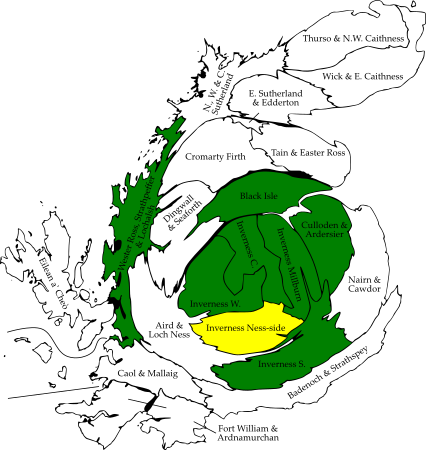 Thurso & N.W. Caithness
Wick & E. Caithness
N., W. & C.
Sutherland
E. Sutherland
& Edderton
Cromarty Firth
Tain & Easter Ross
Wester Ross, Strathpeffer
& Lochalsh
Dingwall
& Seaforth
Black Isle
Culloden &
Ardersier
Inverness C.
Inverness Millburn
Eilean a' Cheò
Nairn &
Cawdor
Inverness W.
Inverness Ness-side
Aird &
Loch Ness
Inverness S.
Caol & Mallaig
Badenoch & Strathspey
Fort William &
Ardnamurchan